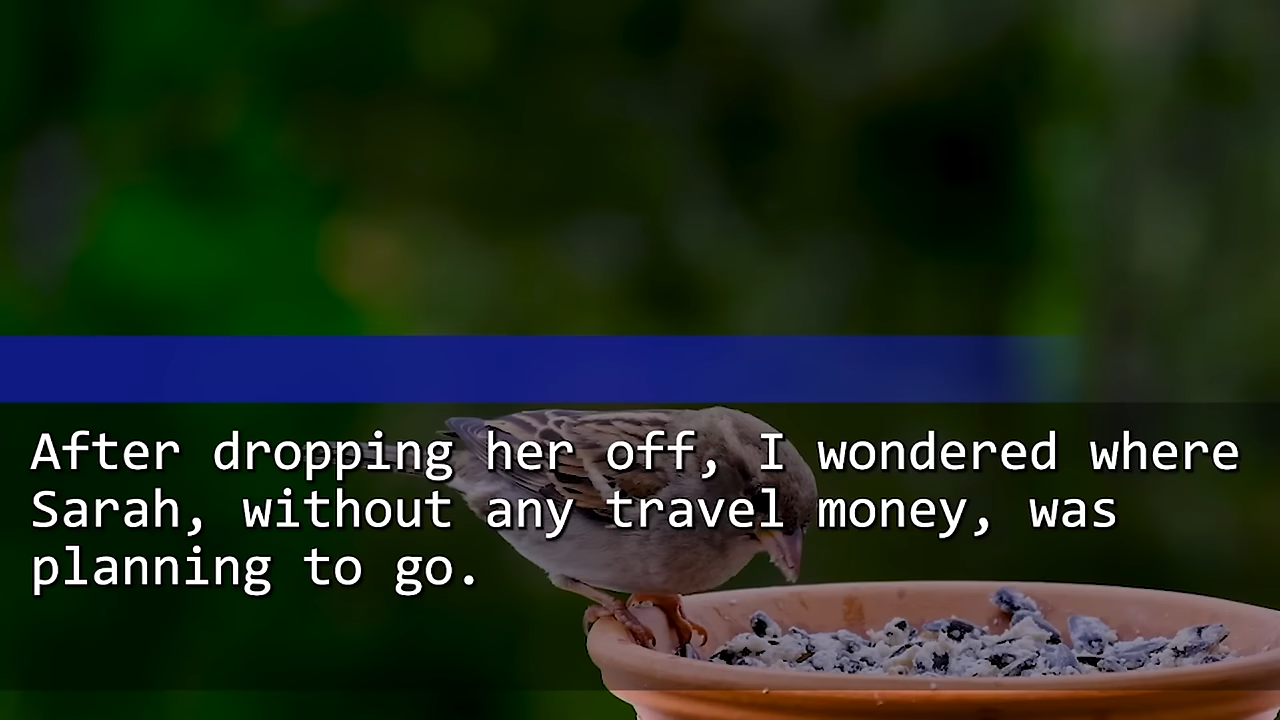 After dropping her off, I wondered where
Sarah, without any travel money, was
planning to go.